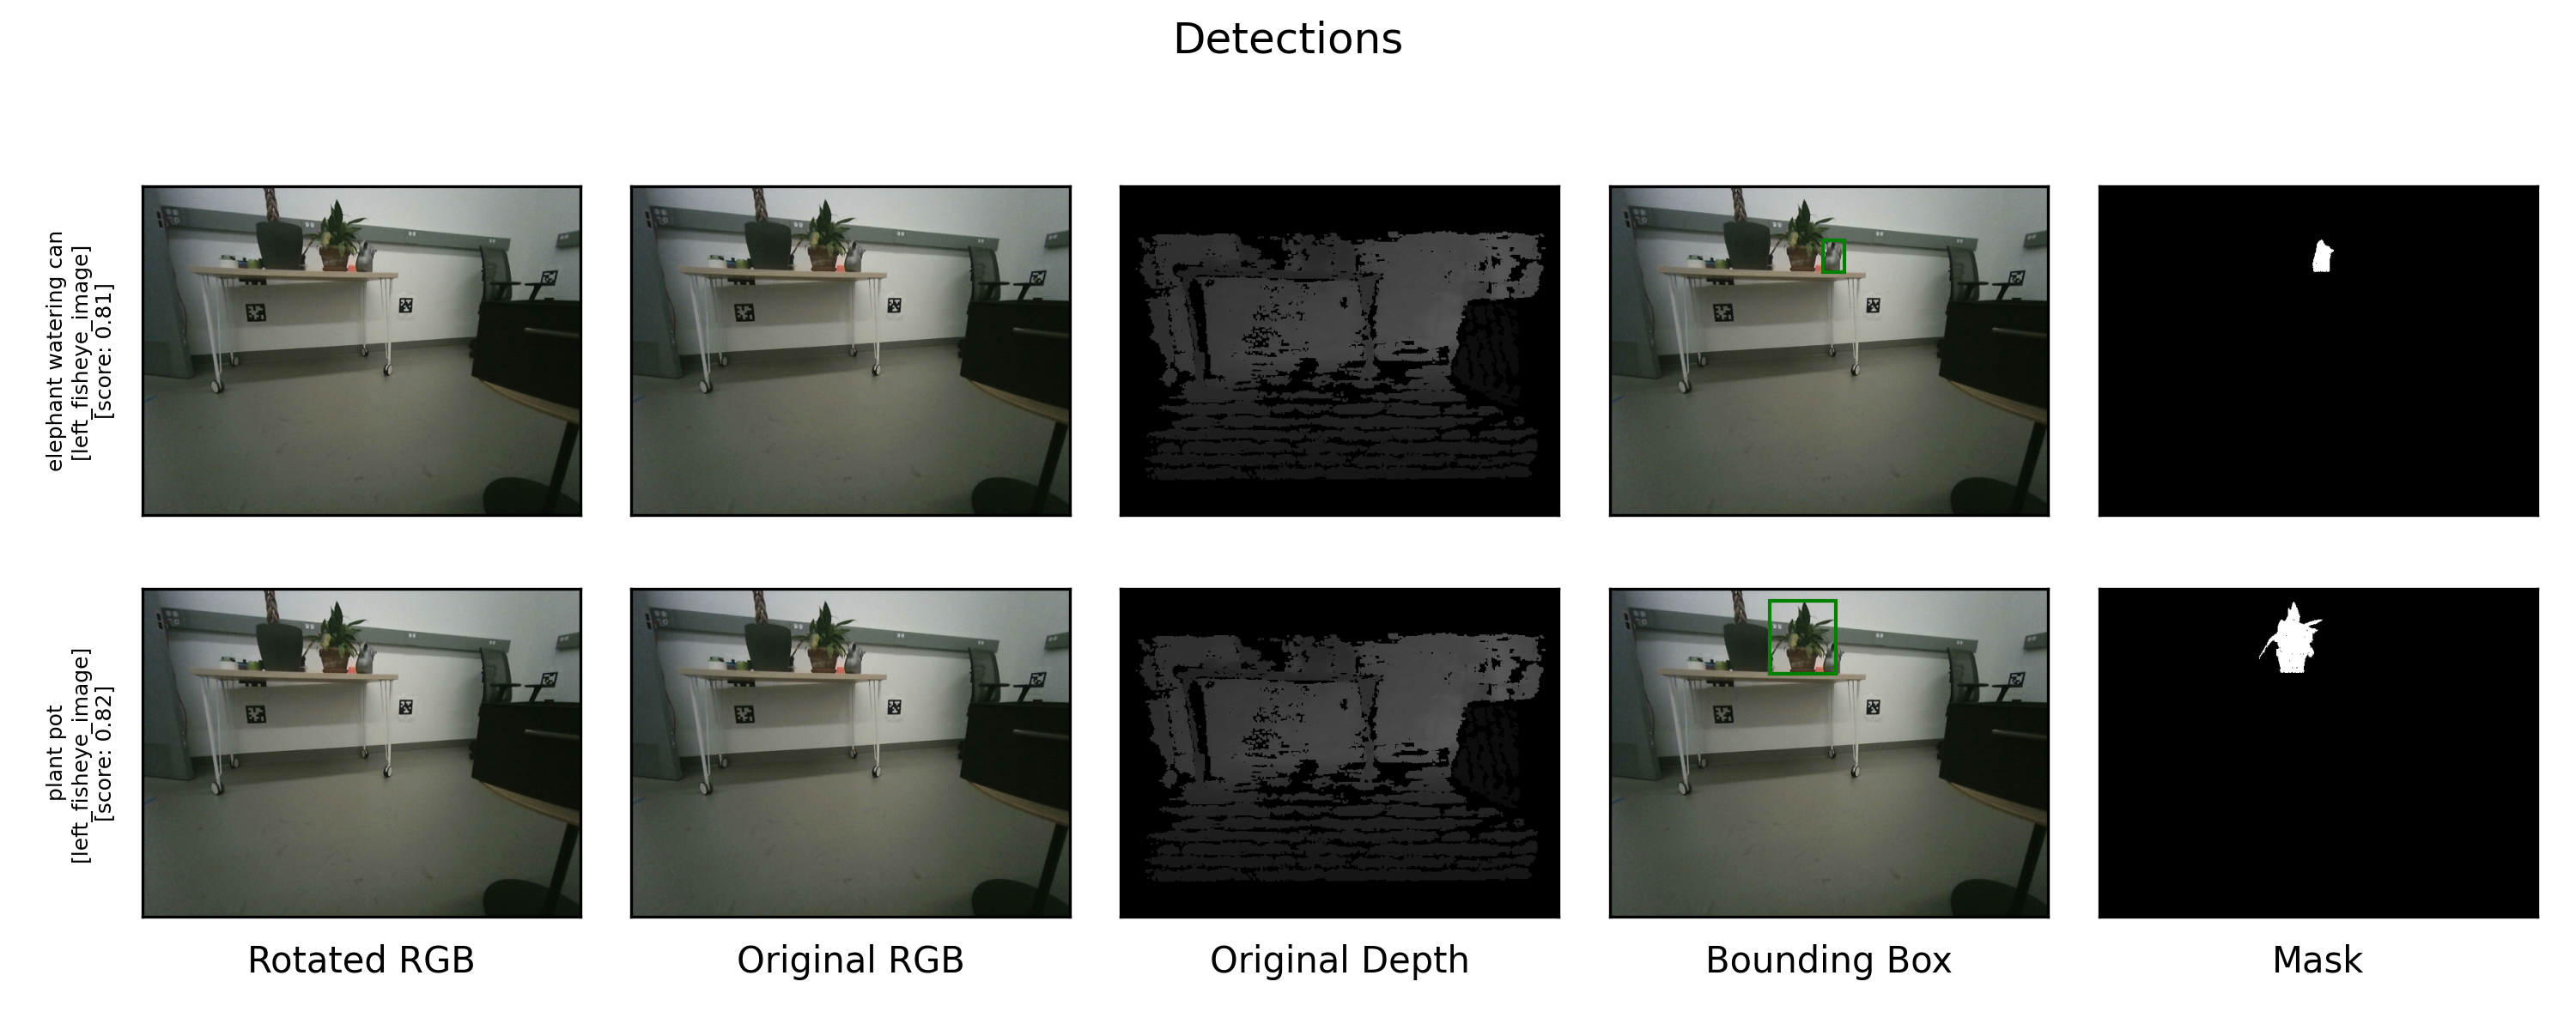 Detections
elephant watering can
[left_fisheye_image]
[score: 0.81]
plant pot
[left_fisheye_image]
[score: 0.82]
Rotated RGB
Original RGB
Original Depth
Bounding Box
Mask